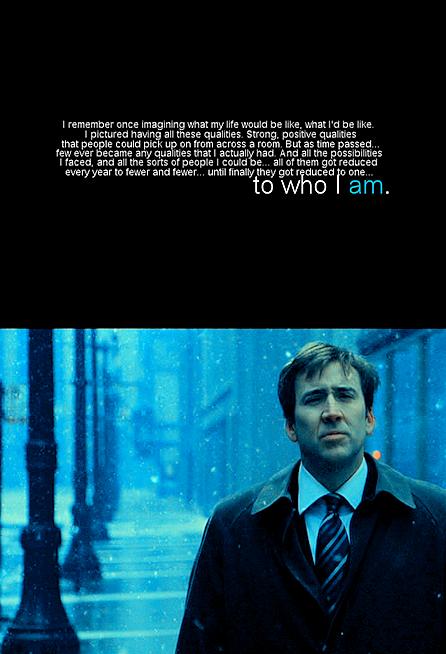 I remember once imagining what my life would be like, what I'd be like.
I pictured having all these qualities. Strong, positive qualities
that people could pick up on from across a room. But as time passed...
few ever became any qualities that I actually had. And all the possibilities
I faced, and all the sorts of people I could be... all of them got reduced
every year to fewer and fewer... until finally they got reduced to one...
to who I am.